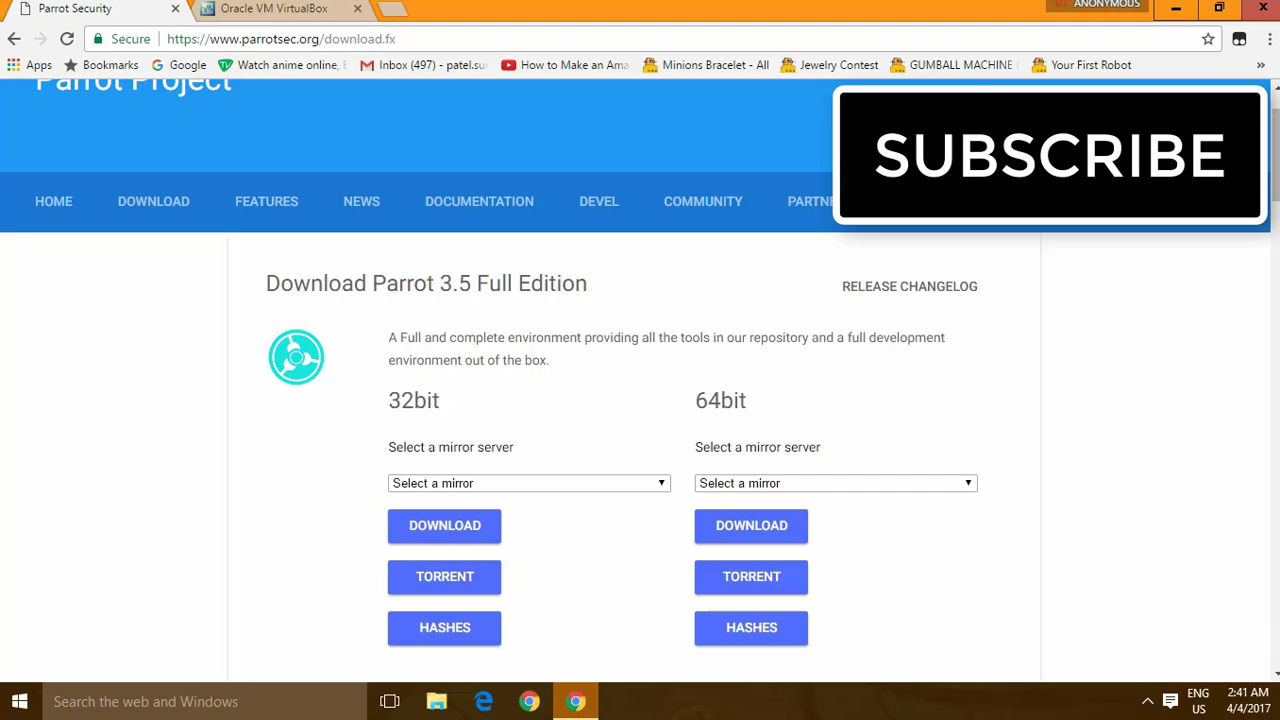 Parrot Security
Oracle VM VirtualBox
ANONYMOUS
Secure
https://www.parrotsec.org/download.fx
Apps
Bookmarks
Google
Watch anime online, E
Inbox (497) - patel.su
How to Make an Ama
Minions Bracelet - All
Jewelry Contest
GUMBALL MACHINE
Your First Robot
»
Parrot Project
SUBSCRIBE
HOME
DOWNLOAD
FEATURES
NEWS
DOCUMENTATION
DEVEL
COMMUNITY
PARTNE
Download Parrot 3.5 Full Edition
RELEASE CHANGELOG
A Full and complete environment providing all the tools in our repository and a full development
environment out of the box.
32bit
64bit
Select a mirror server
Select a mirror server
Select a mirror
Select a mirror
DOWNLOAD
DOWNLOAD
TORRENT
TORRENT
HASHES
HASHES
Search the web and Windows
ENG
US
2:41 AM
4/4/2017